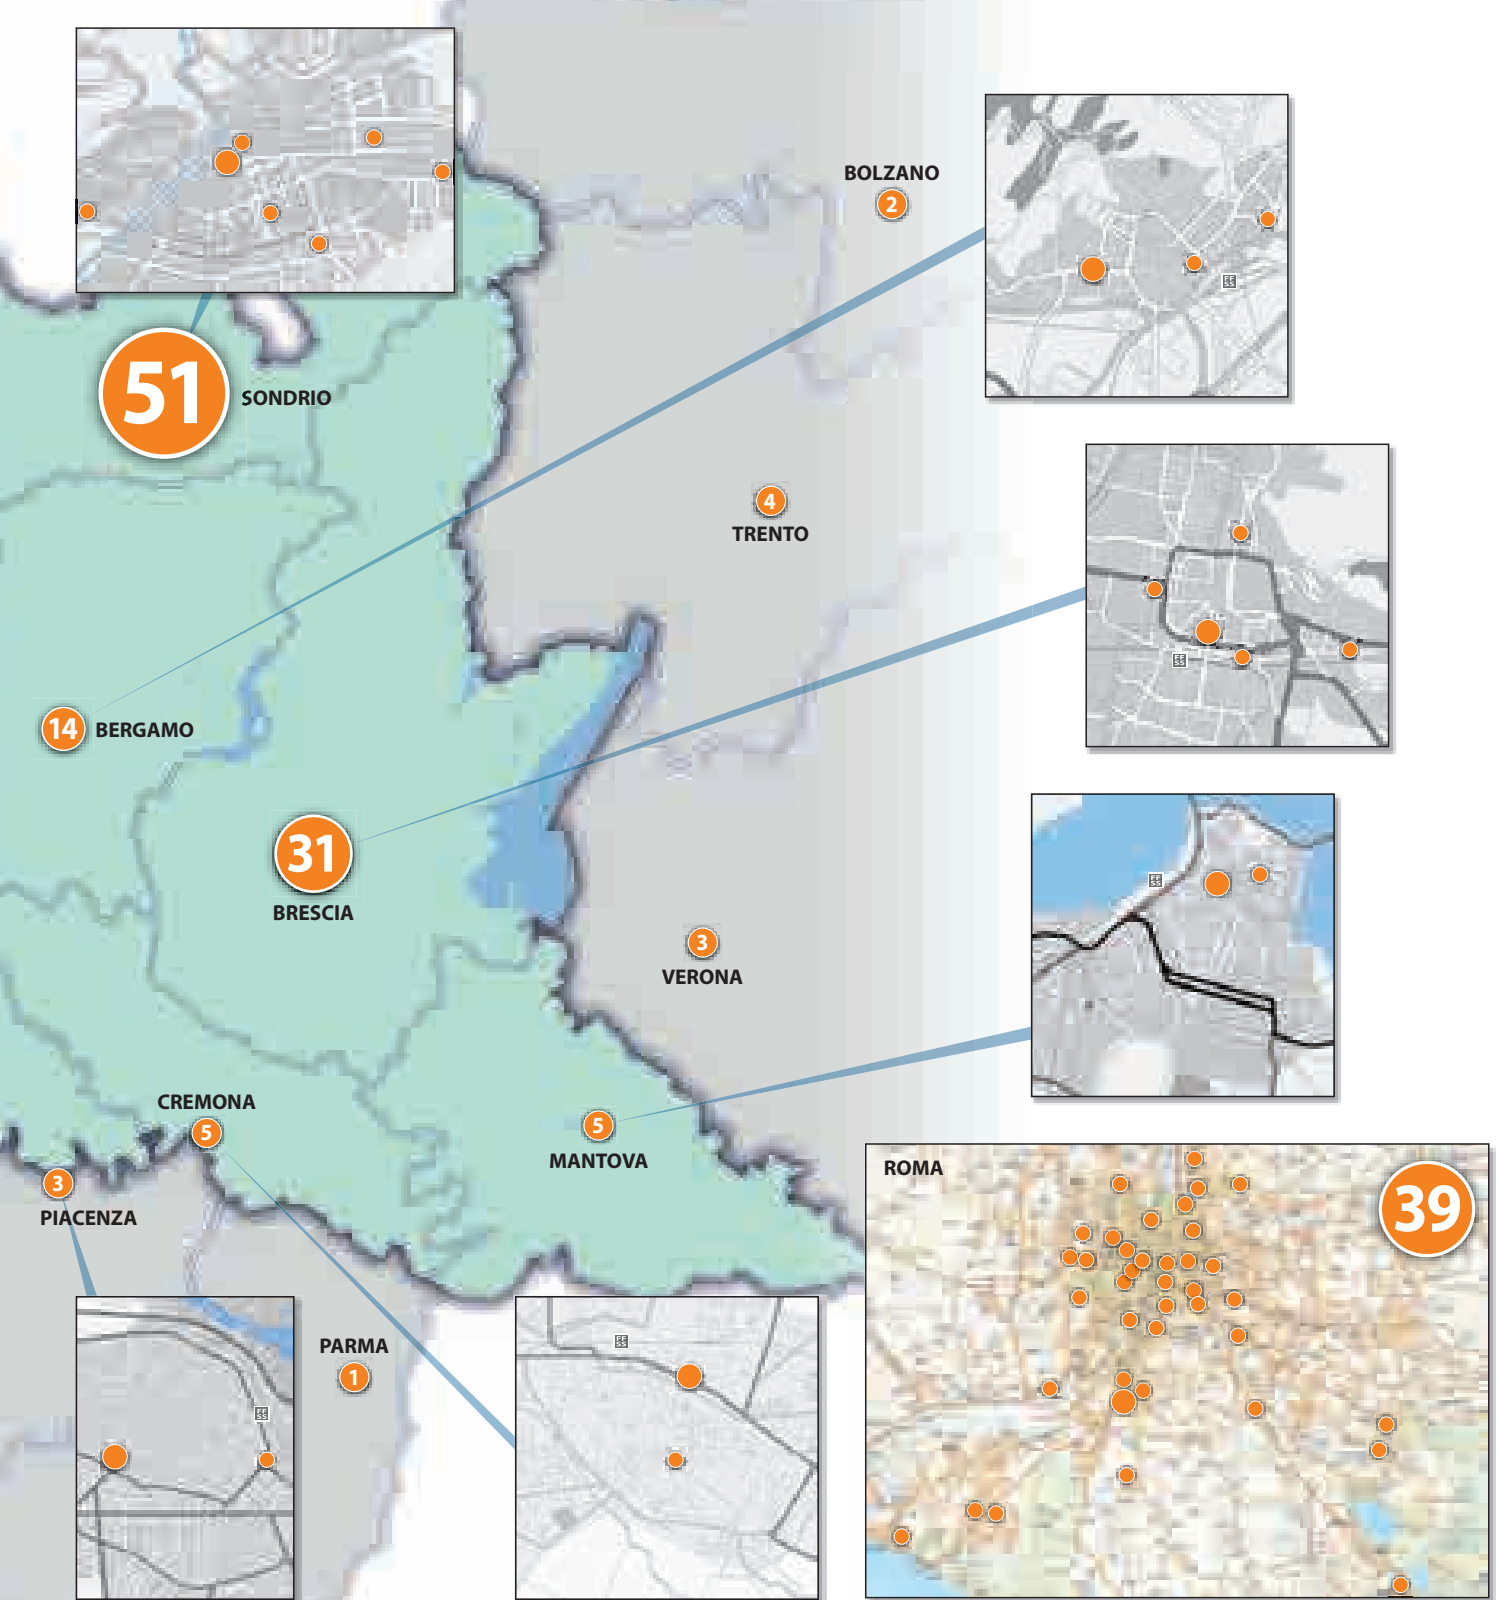 BOLZANO
2
51
SONDRIO
4
TRENTO
14
BERGAMO
31
BRESCIA
3
VERONA
CREMONA
5
5
MANTOVA
3
PIACENZA
ROMA
39
PARMA
1